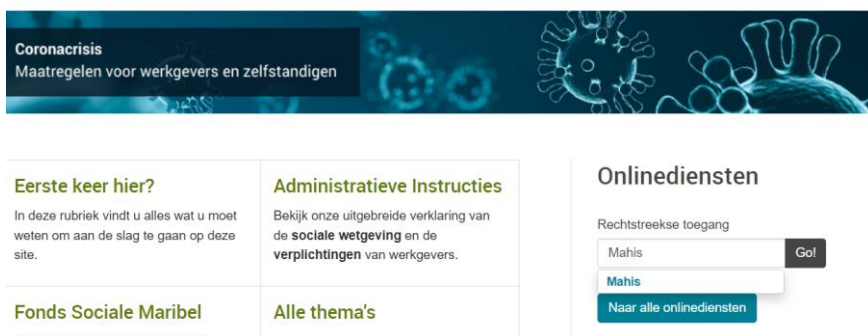 Coronacrisis
Maatregelen voor werkgevers en zelfstandigen
Eerste keer hier?
In deze rubriek vindt u alles wat u moet
weten om aan de slag te gaan op deze
site.
Administratieve Instructies
Bekijk onze uitgebreide verklaring van
de sociale wetgeving en de
verplichtingen van werkgevers.
Fonds Sociale Maribel
Alle thema's
Onlinediensten
Rechtstreekse toegang
Mahis
Go!
Mahis
Naar alle onlinediensten